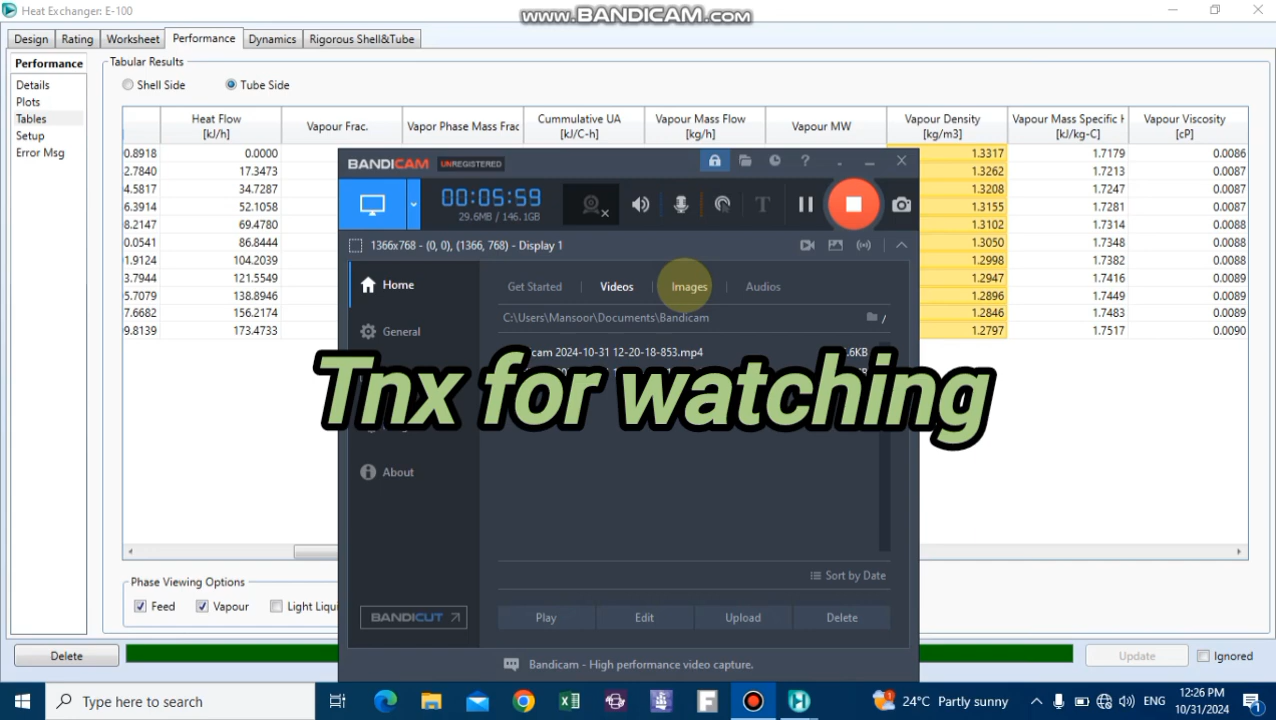 Heat Exchanger: E-100
www.BANDICAM.com
Design Rating Worksheet Performance Dynamics Rigorous Shell&Tube
Performance
Details
Plots
Tables
Setup
Error Msg
Tabular Results
Shell Side Tube Side
Heat Flow [kJ/h] Vapour Frac. Vapor Phase Mass Frac Cummulative UA [kJ/C-h] Vapour Mass Flow [kg/h] Vapour MW Vapour Density [kg/m3] Vapour Mass Specific H [kJ/kg-C] Vapour Viscosity [cP]
0.8918 0.0000 1.3317 1.7179 0.0086
2.7840 17.3473 1.3262 1.7213 0.0087
4.5817 34.7287 1.3208 1.7247 0.0087
6.3914 52.1058 1.3155 1.7281 0.0087
8.2147 69.4780 1.3102 1.7314 0.0088
0.0541 86.8444 1.3050 1.7348 0.0088
1.9124 104.2039 1.2998 1.7382 0.0088
3.7944 121.5549 1.2947 1.7416 0.0089
5.7079 138.8946 1.2896 1.7449 0.0089
7.6682 156.2174 1.2846 1.7483 0.0089
9.8139 173.4733 1.2797 1.7517 0.0090
BANDICAM UNREGISTERED
00:05:59
29.6MB / 146.1GB
1366x768 - (0, 0), (1366, 768) - Display 1
Home
General
About
BANDICUT
Get Started Videos Images Audios
C:\Users\Mansoor\Documents\Bandicam
cam 2024-10-31 12-20-18-853.mp4
Tnx for watching
Sort by Date
Play Edit Upload Delete
Bandicam - High performance video capture.
Phase Viewing Options
Feed Vapour Light Liqui
Delete Update Ignored
Type here to search
24°C Partly sunny
ENG
12:26 PM
10/31/2024